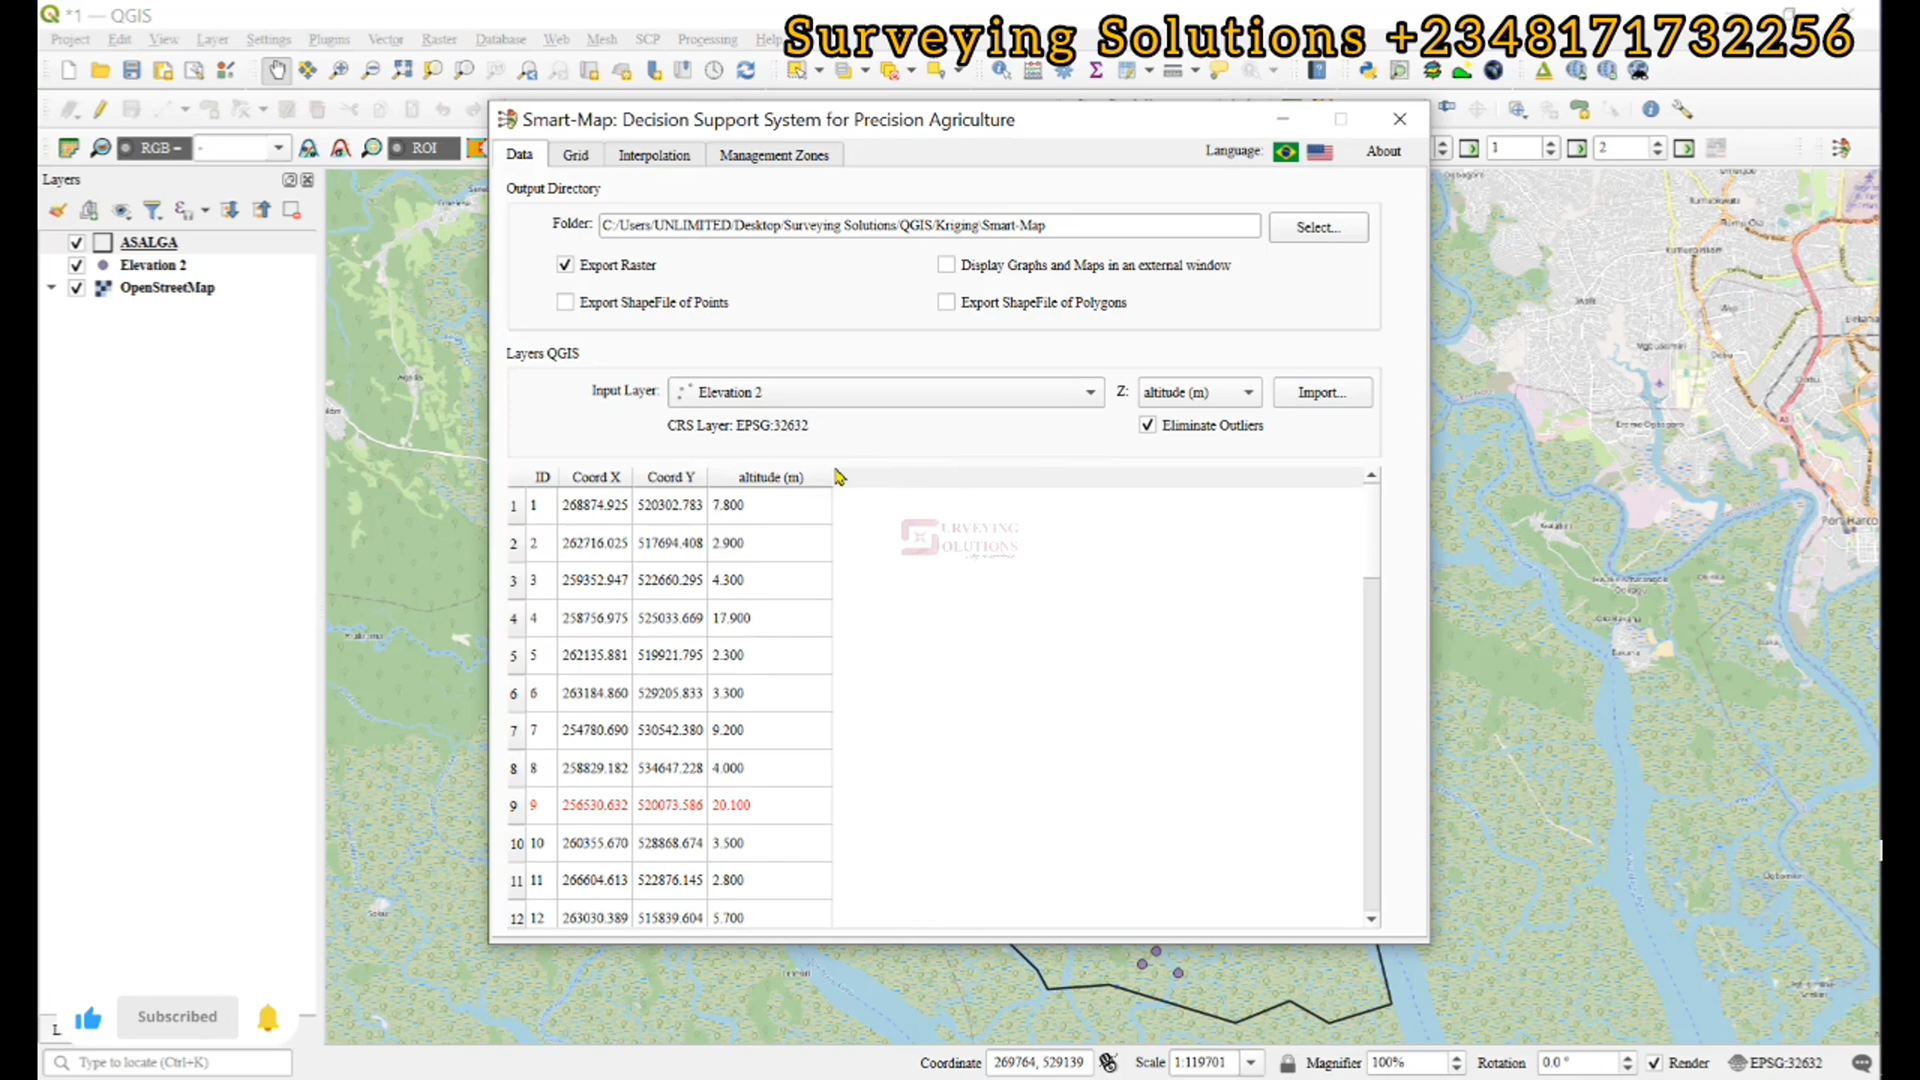 *1 — QGIS
Surveying Solutions +2348171732256
Project Edit View Layer Settings Plugins Vector Raster Database Web Mesh SCP Processing Help
RGB = - ROI 1 2
Smart-Map: Decision Support System for Precision Agriculture
Data Grid Interpolation Management Zones Language: About
Layers
ASALGA
Elevation 2
OpenStreetMap
Output Directory
Folder: C:/Users/UNLIMITED/Desktop/Surveying Solutions/QGIS/Kriging\Smart-Map Select...
Export Raster Display Graphs and Maps in an external window
Export ShapeFile of Points Export ShapeFile of Polygons
Layers QGIS
Input Layer: Elevation 2 Z: altitude (m) Import...
CRS Layer: EPSG:32632 Eliminate Outliers
ID Coord X Coord Y altitude (m)
1 1 268874.925 520302.783 7.800
2 2 262716.025 517694.408 2.900
3 3 259352.947 522660.295 4.300
4 4 258756.975 525033.669 17.900
5 5 262135.881 519921.795 2.300
6 6 263184.860 529205.833 3.300
7 7 254780.690 530542.380 9.200
8 8 258829.182 534647.228 4.000
9 9 256530.632 520073.586 20.100
10 10 260355.670 528868.674 3.500
11 11 266604.613 522876.145 2.800
12 12 263030.389 515839.604 5.700
SURVEYING
SOLUTIONS
Port Harco
Bakana
Subscribed
Type to locate (Ctrl+K)
Coordinate 269764, 529139 Scale 1:119701 Magnifier 100% Rotation 0.0 ° Render EPSG:32632